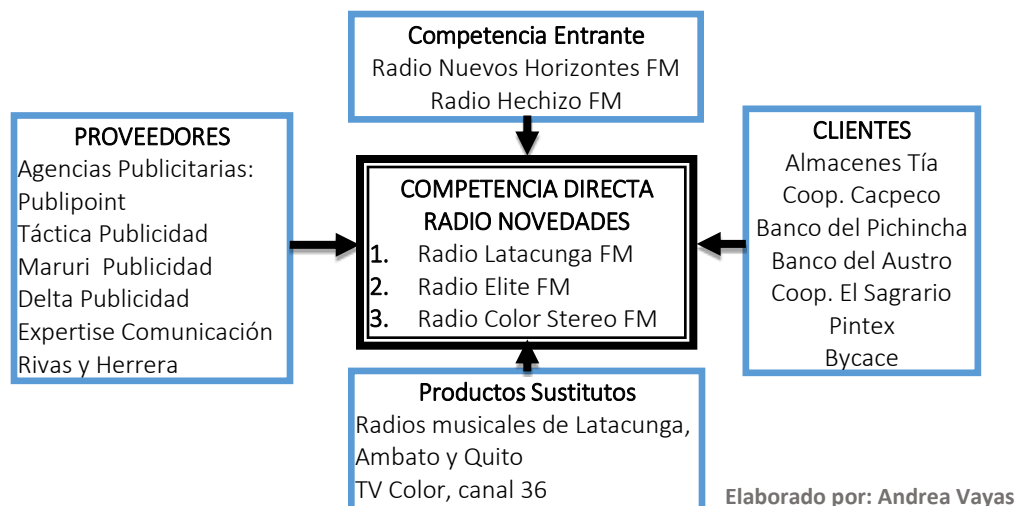 Competencia Entrante
Radio Nuevos Horizontes FM
Radio Hechizo FM
PROVEEDORES
Agencias Publicitarias:
Publipoint
Táctica Publicidad
Maruri  Publicidad
Delta Publicidad
Expertise Comunicación
Rivas y Herrera
COMPETENCIA DIRECTA
RADIO NOVEDADES
1. Radio Latacunga FM
2. Radio Elite FM
3. Radio Color Stereo FM
CLIENTES
Almacenes Tía
Coop. Cacpeco
Banco del Pichincha
Banco del Austro
Coop. El Sagrario
Pintex
Bycace
Productos Sustitutos
Radios musicales de Latacunga,
Ambato y Quito
TV Color, canal 36
Elaborado por: Andrea Vayas